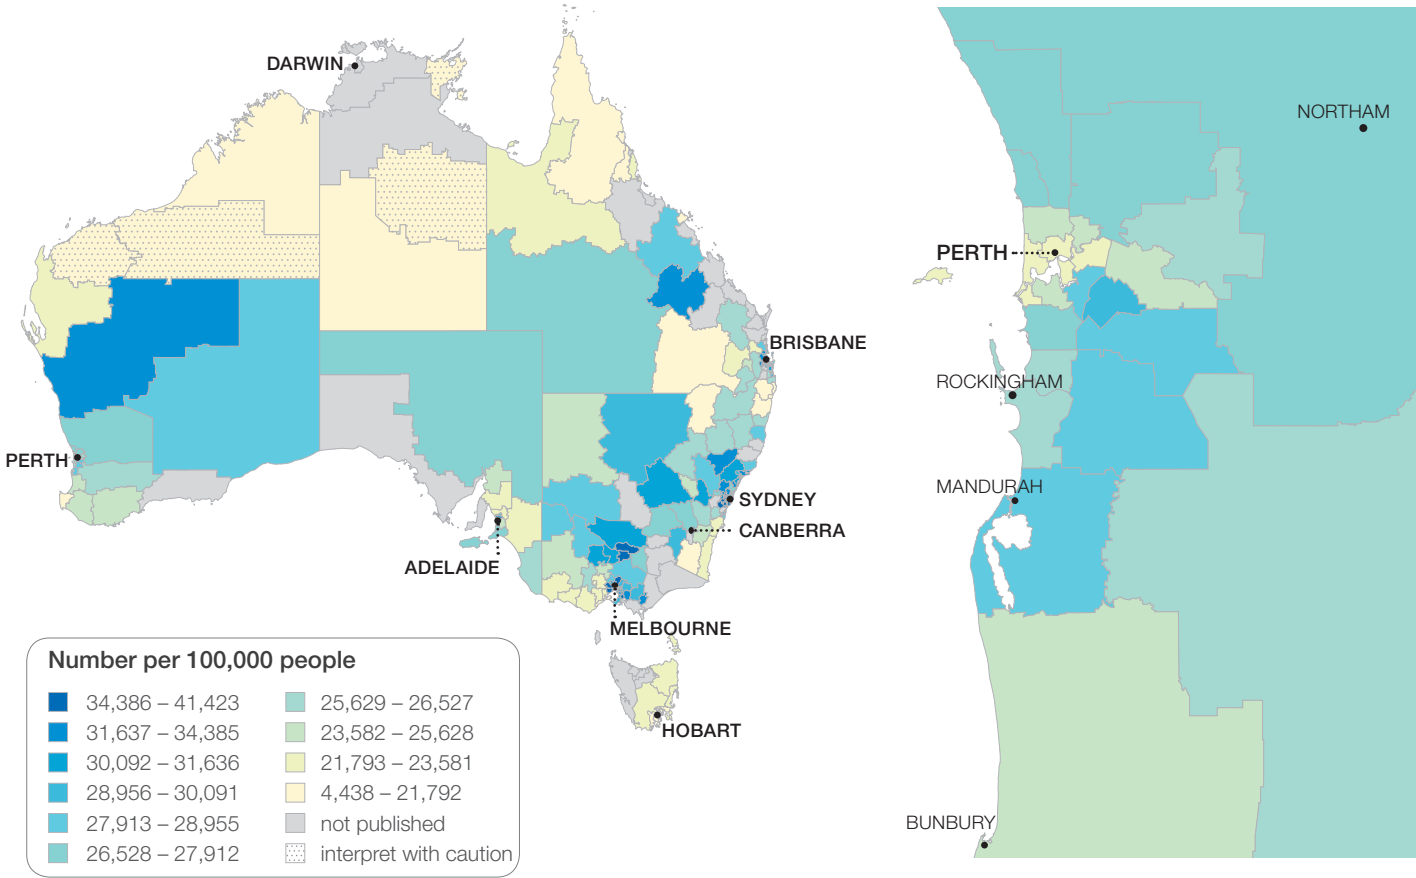 DARWIN
BRISBANE
PERTH
SYDNEY
CANBERRA
ADELAIDE
MELBOURNE
HOBART
Number per 100,000 people
34,386 – 41,423
31,637 – 34,385
30,092 – 31,636
28,956 – 30,091
27,913 – 28,955
26,528 – 27,912
25,629 – 26,527
23,582 – 25,628
21,793 – 23,581
4,438 – 21,792
not published
interpret with caution
NORTHAM
PERTH
ROCKINGHAM
MANDURAH
BUNBURY